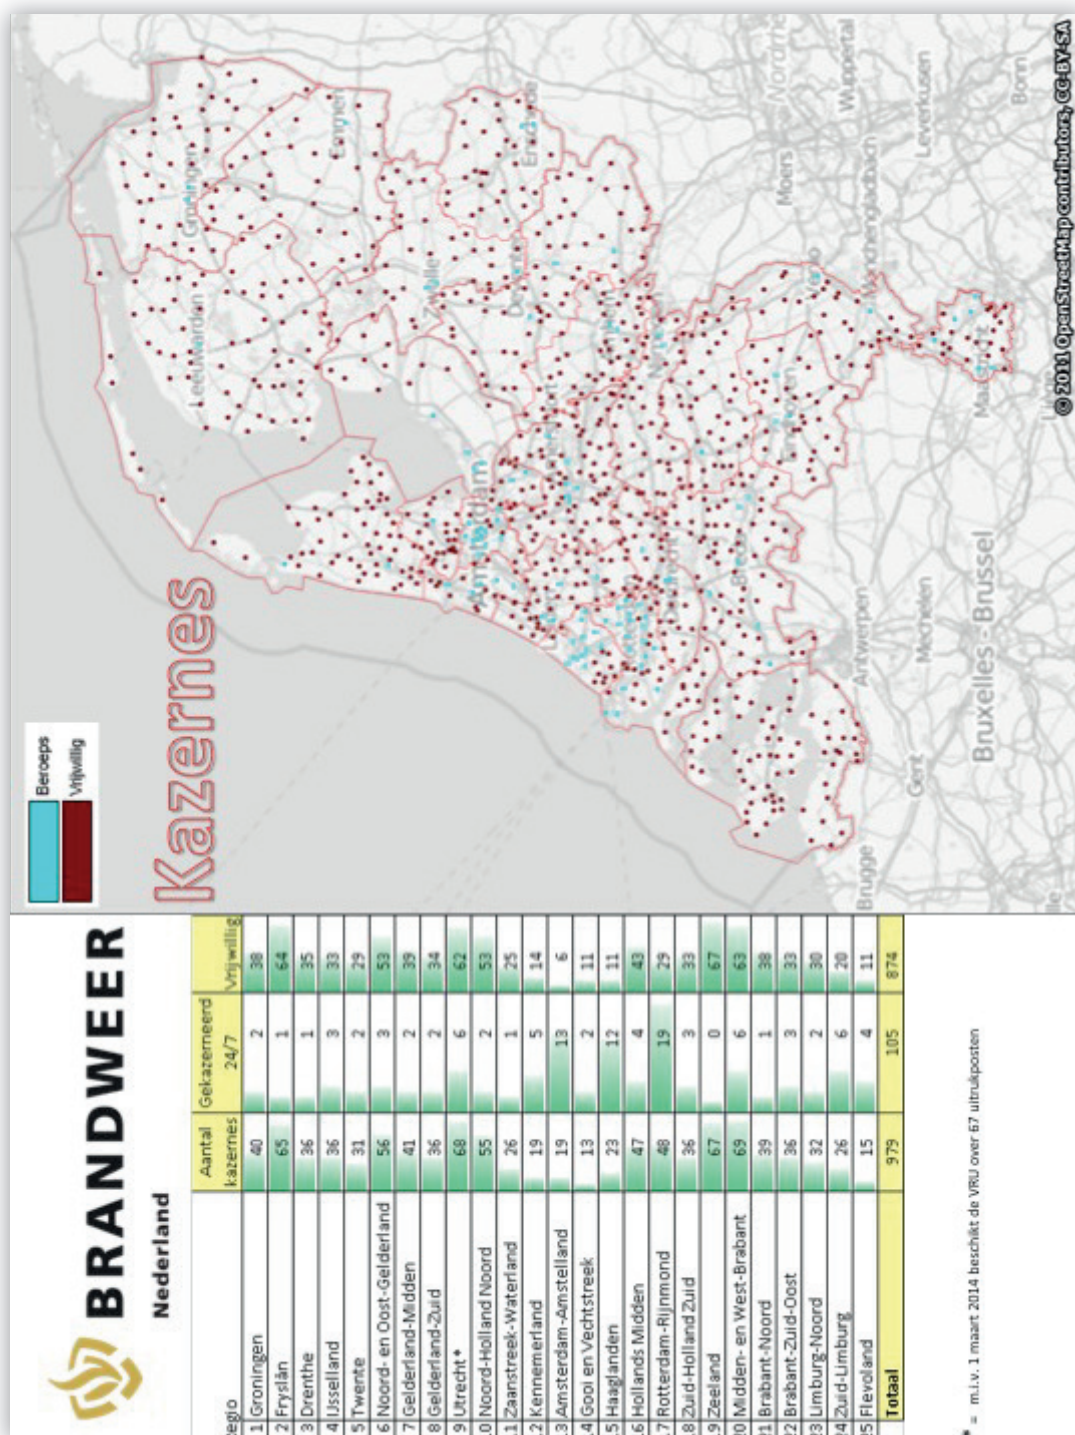 BRANDWEER
Nederland
Regio Aantal kazernes Gekazerneerd 24/7 Vrijwillig
1 Groningen 40 2 38
2 Fryslân 65 1 64
3 Drenthe 36 1 35
4 IJsselland 36 3 33
5 Twente 31 2 29
6 Noord- en Oost-Gelderland 56 3 53
7 Gelderland-Midden 41 2 39
8 Gelderland-Zuid 36 2 34
9 Utrecht* 68 6 62
10 Noord-Holland Noord 55 2 53
11 Zaanstreek-Waterland 26 1 25
12 Kennemerland 19 5 14
13 Amsterdam-Amstelland 19 13 6
14 Gooi en Vechtstreek 13 2 11
15 Haaglanden 23 12 11
16 Hollands Midden 47 4 43
17 Rotterdam-Rijnmond 48 19 29
18 Zuid-Holland Zuid 36 3 33
19 Zeeland 67 0 67
20 Midden- en West-Brabant 69 6 63
21 Brabant-Noord 39 1 38
22 Brabant-Zuid-Oost 36 3 33
23 Limburg-Noord 32 2 30
24 Zuid-Limburg 26 6 20
25 Flevoland 15 4 11
Totaal 979 105 874
* = m.i.v. 1 maart 2014 beschikt de VRU over 67 uitrukposten
Beroeps
Vrijwillig
Kazernes
Groningen
Leeuwarden
Emmen
Zwolle
Deventer
Enschede
Amsterdam
Amersfoort
Arnhem
Nijmegen
Dordrecht
Breda
Eindhoven
Venlo
Moers
Wuppertal
Mönchengladbach
Leverkusen
Bonn
Maastricht
Antwerpen
Mechelen
Bruxelles - Brussel
Gent
Brugge
© 2011 OpenStreetMap contributors, CC-BY-SA